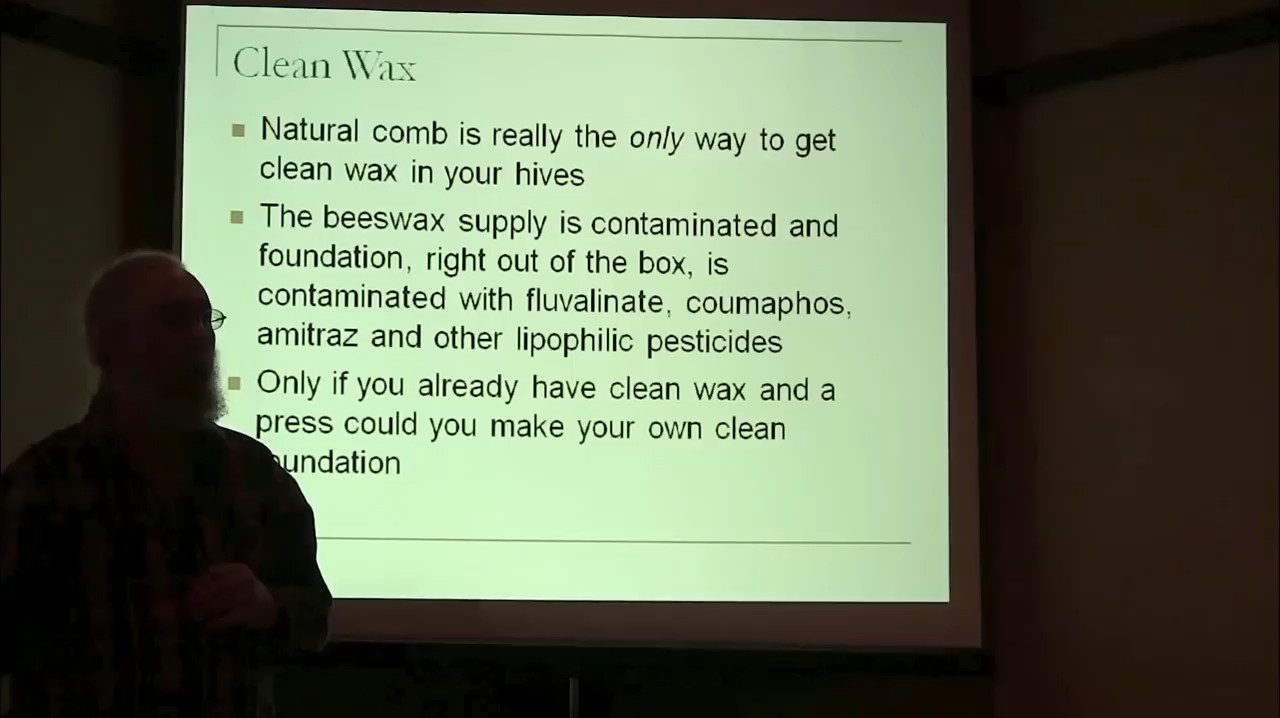 Clean Wax
Natural comb is really the only way to get
clean wax in your hives
The beeswax supply is contaminated and
foundation, right out of the box, is
contaminated with fluvalinate, coumaphos,
amitraz and other lipophilic pesticides
Only if you already have clean wax and a
press could you make your own clean
oundation